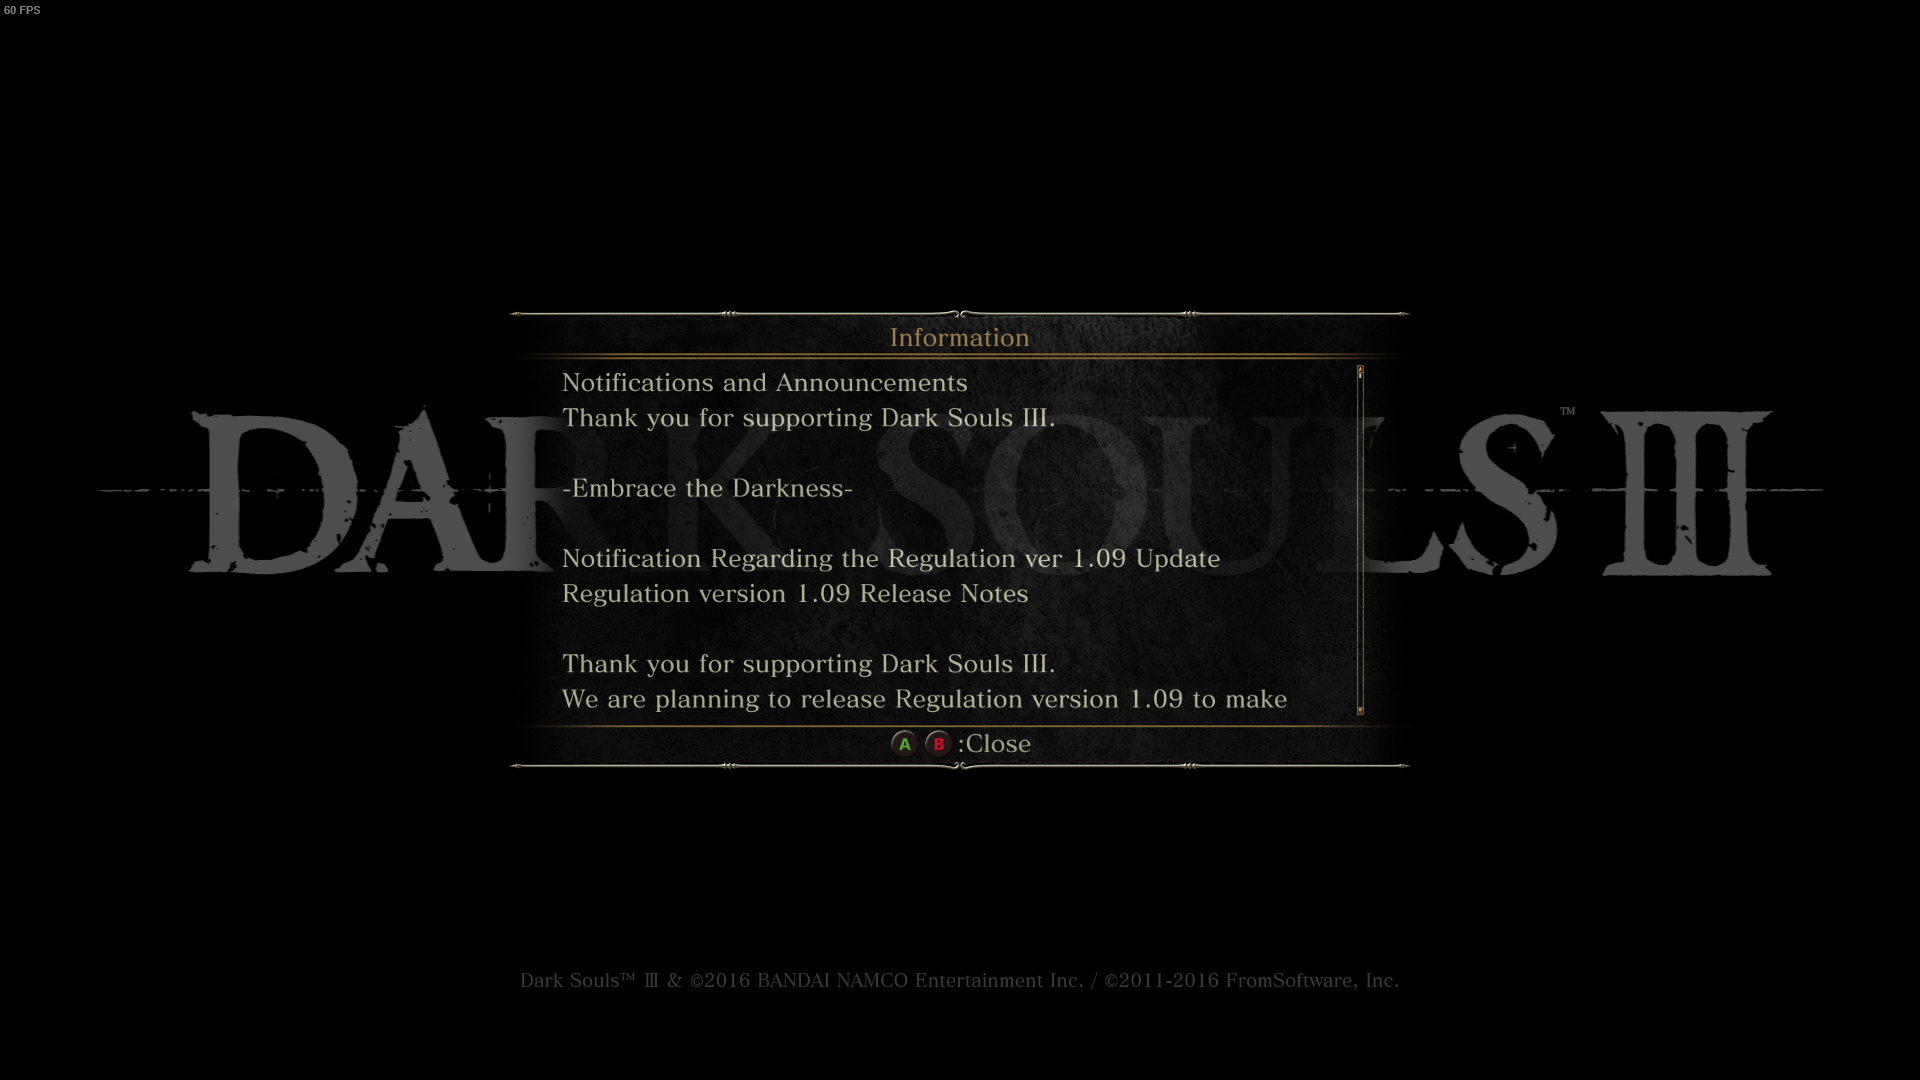 60 FPS
DARK SOULS™ III
Information
Notifications and Announcements
Thank you for supporting Dark Souls III.
-Embrace the Darkness-
Notification Regarding the Regulation ver 1.09 Update
Regulation version 1.09 Release Notes
Thank you for supporting Dark Souls III.
We are planning to release Regulation version 1.09 to make
A B :Close
Dark Souls™ III & ©2016 BANDAI NAMCO Entertainment Inc. / ©2011-2016 FromSoftware, Inc.